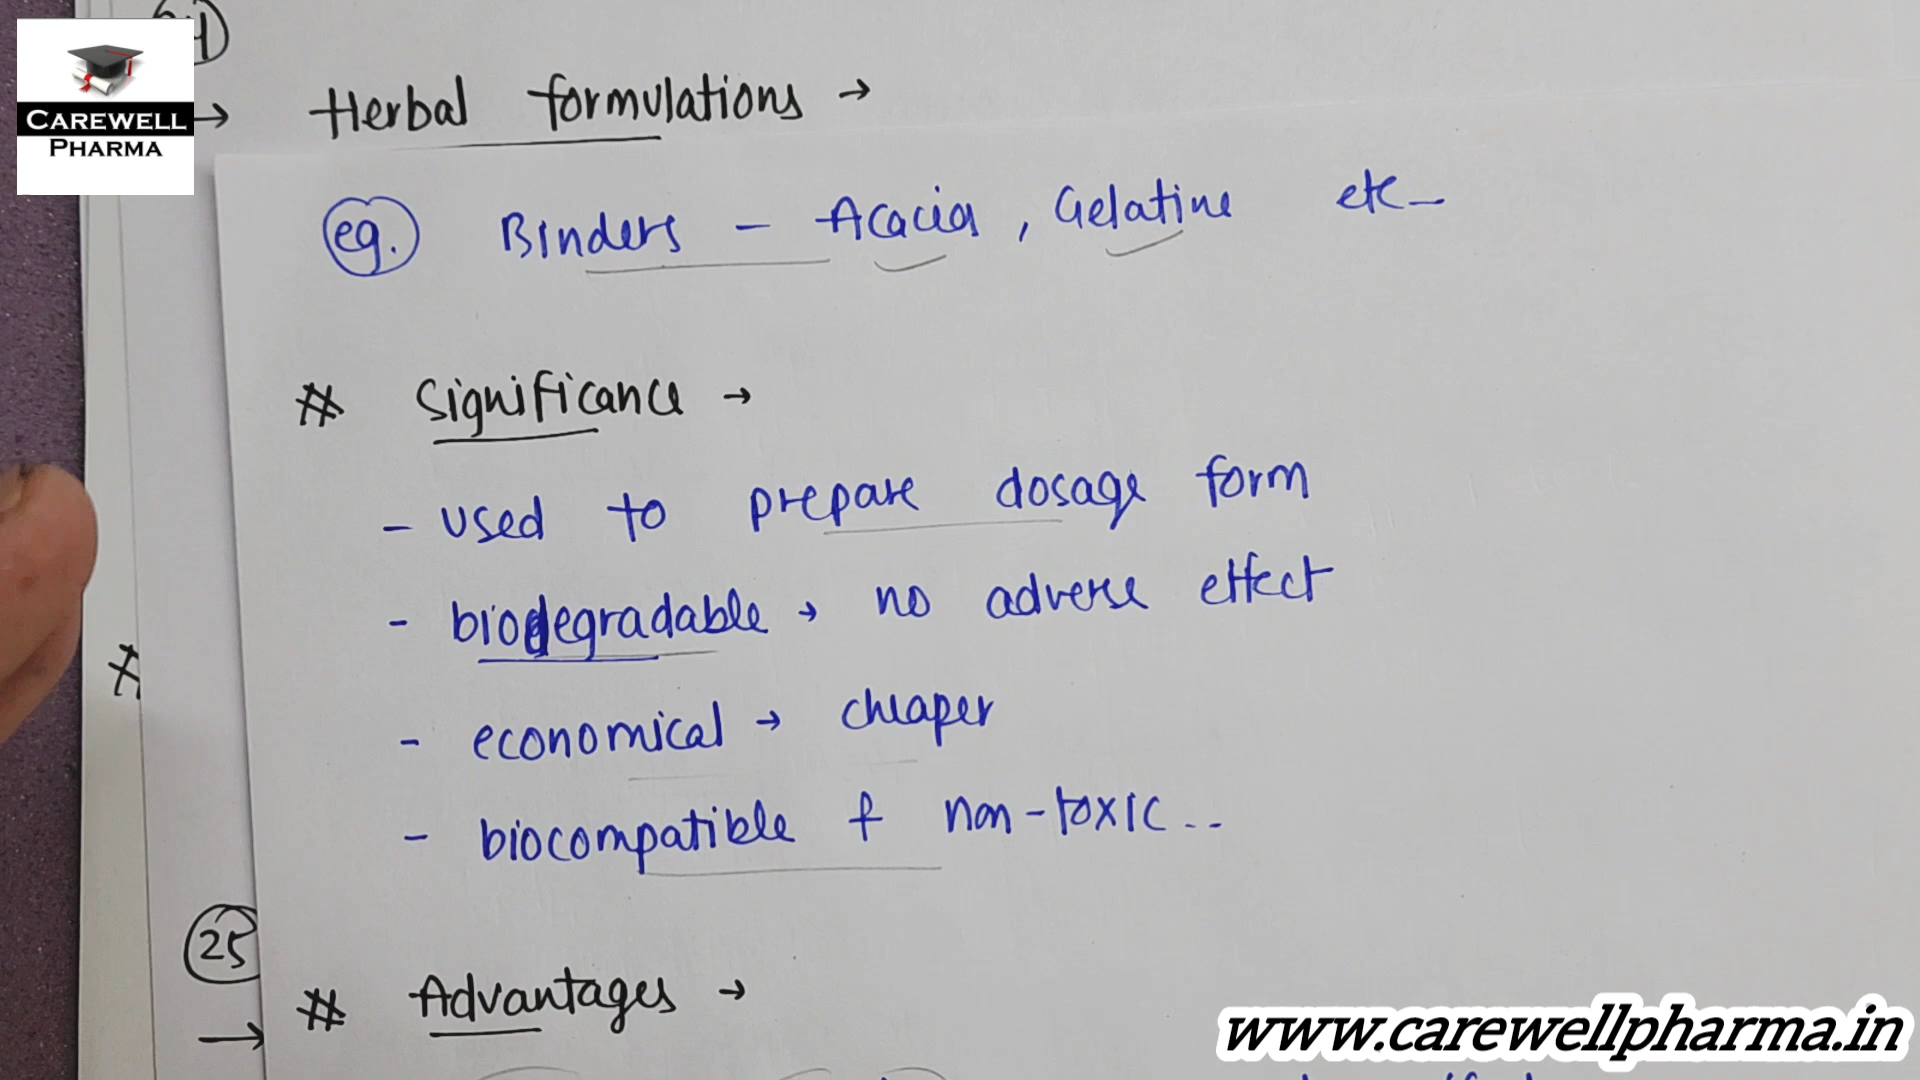 CAREWELL
PHARMA
→ Herbal formulations →
eg. Binders - Acacia, Gelatine etc-
# Significance →
- used to prepare dosage form
- biodegradable → no adverse effect
- economical → cheaper
- biocompatible & non-toxic..
25
# Advantages →
→
#
www.carewellpharma.in